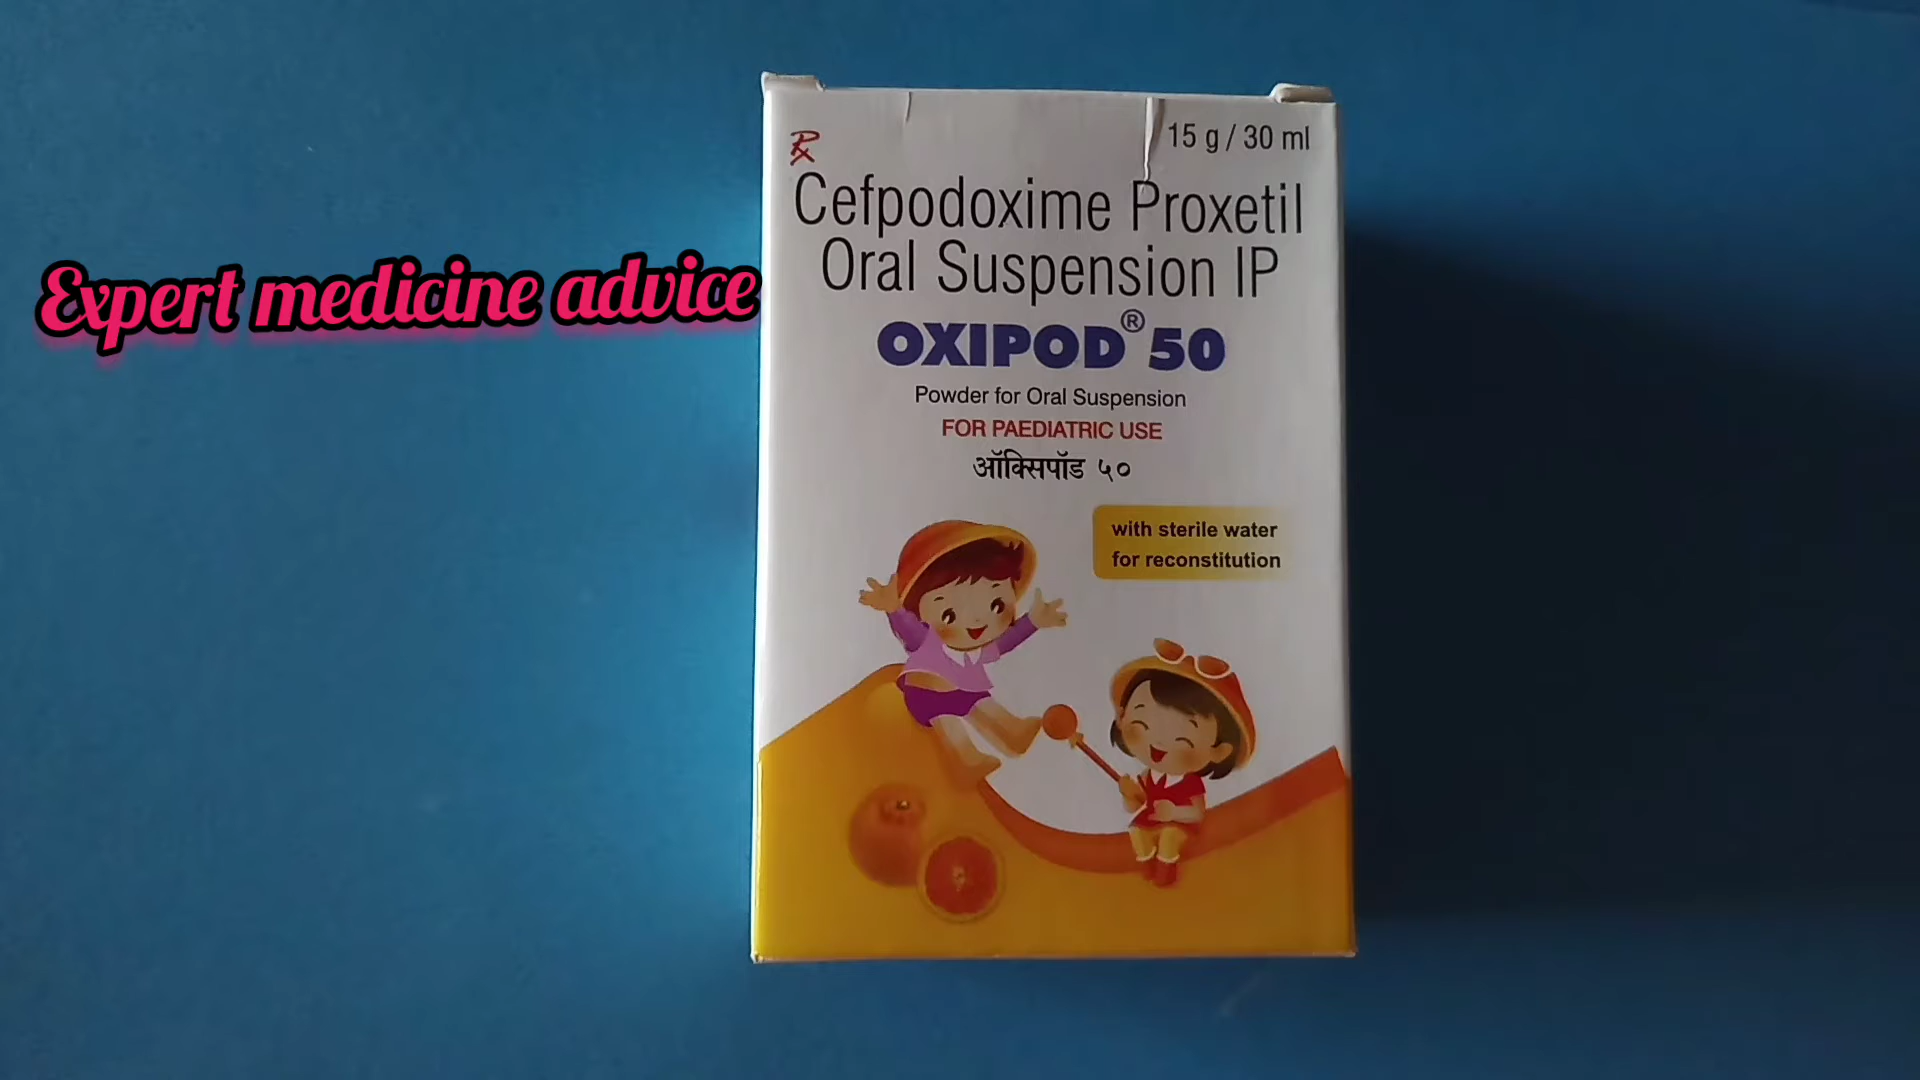 Expert medicine advice
Rx
15 g / 30 ml
Cefpodoxime Proxetil
Oral Suspension IP
OXIPOD® 50
Powder for Oral Suspension
FOR PAEDIATRIC USE
ऑक्सिपॉड ५०
with sterile water
for reconstitution